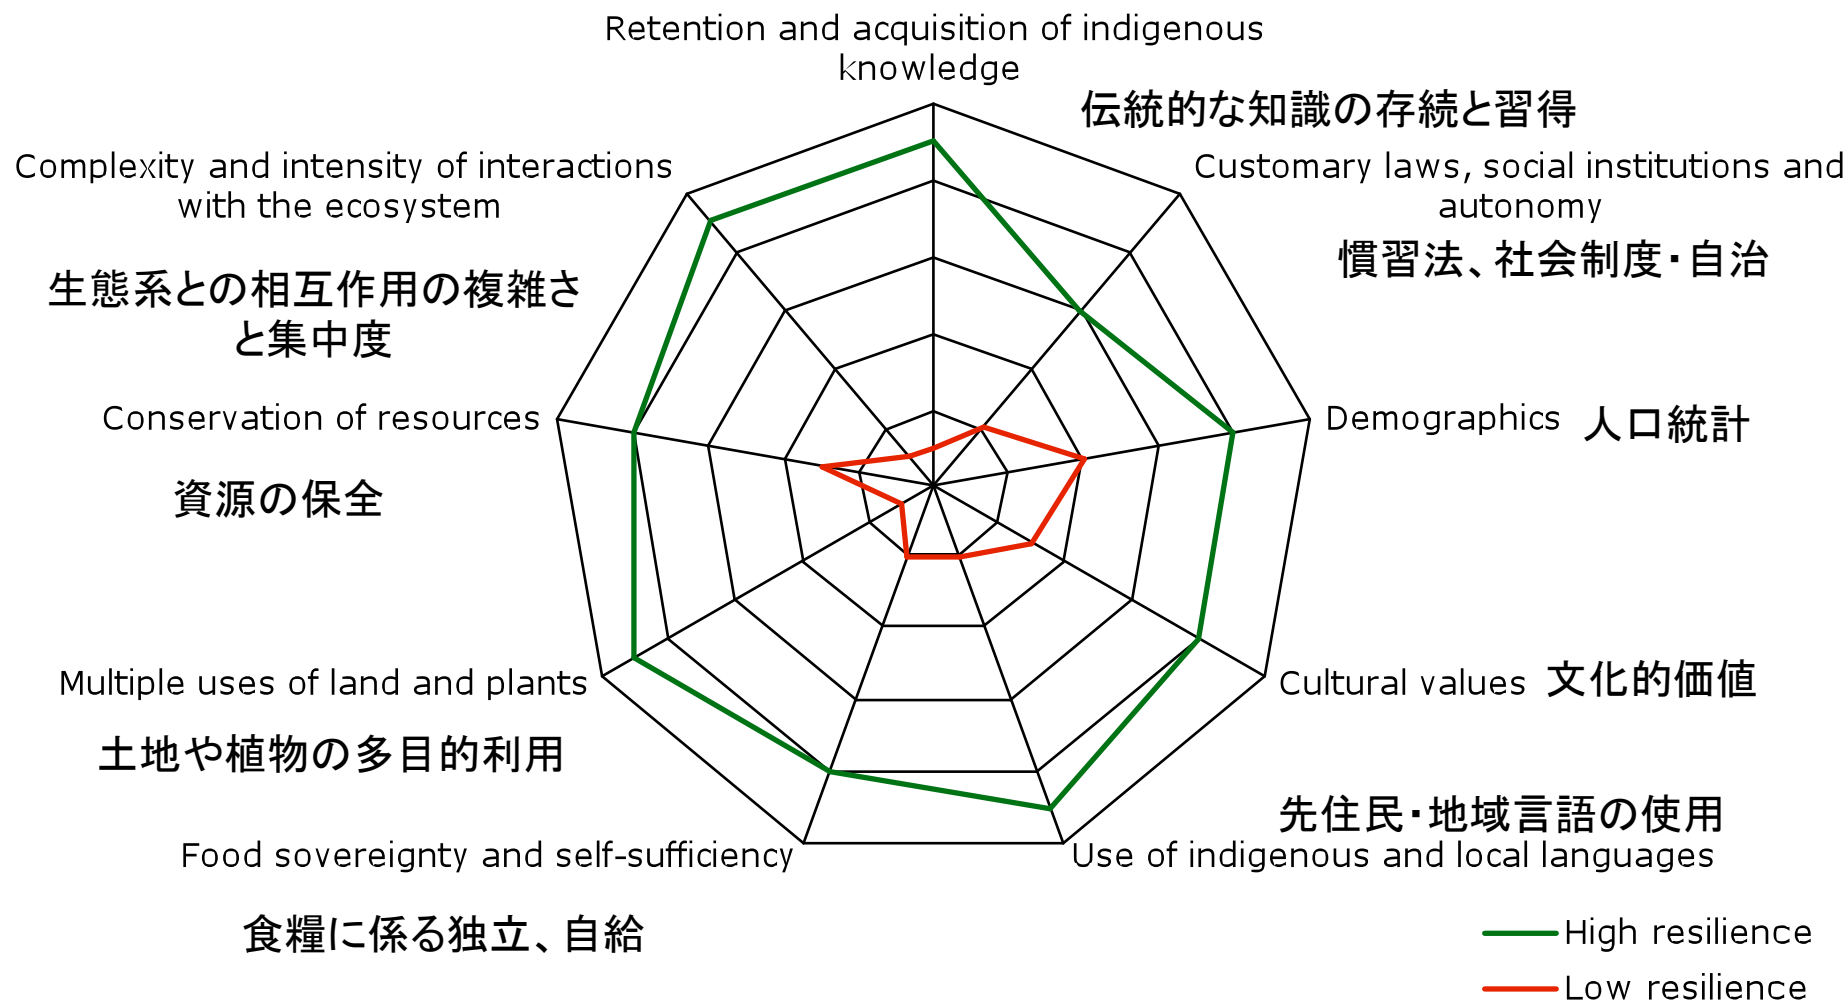 Retention and acquisition of indigenous
knowledge
伝統的な知識の存続と習得
Complexity and intensity of interactions
with the ecosystem
生態系との相互作用の複雑さ
と集中度
Customary laws, social institutions and
autonomy
慣習法、社会制度・自治
Conservation of resources
資源の保全
Demographics 人口統計
Multiple uses of land and plants
土地や植物の多目的利用
Cultural values 文化的価値
先住民・地域言語の使用
Use of indigenous and local languages
Food sovereignty and self-sufficiency
食糧に係る独立、自給
High resilience
Low resilience